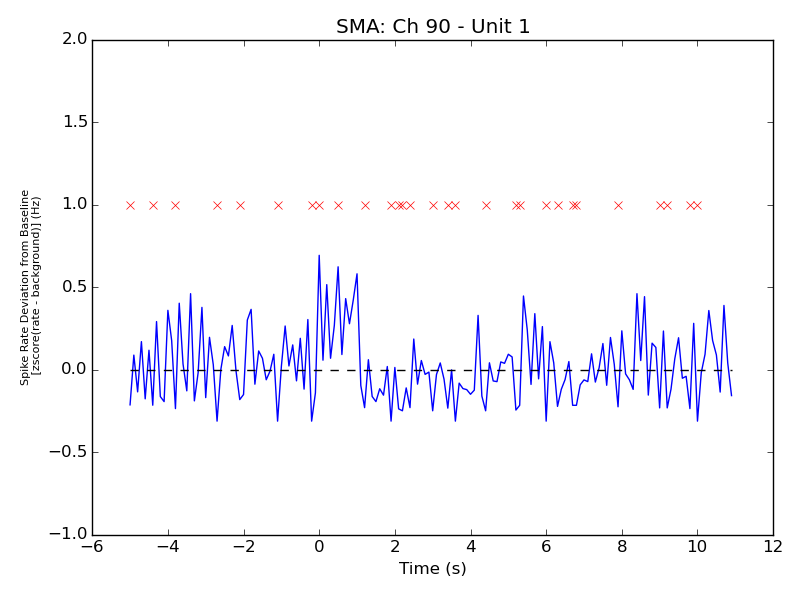 SMA: Ch 90 - Unit 1
Spike Rate Deviation from Baseline
[zscore(rate - background)] (Hz)
2.0
1.5
1.0
0.5
0.0
−0.5
−1.0
−6 −4 −2 0 2 4 6 8 10 12
Time (s)